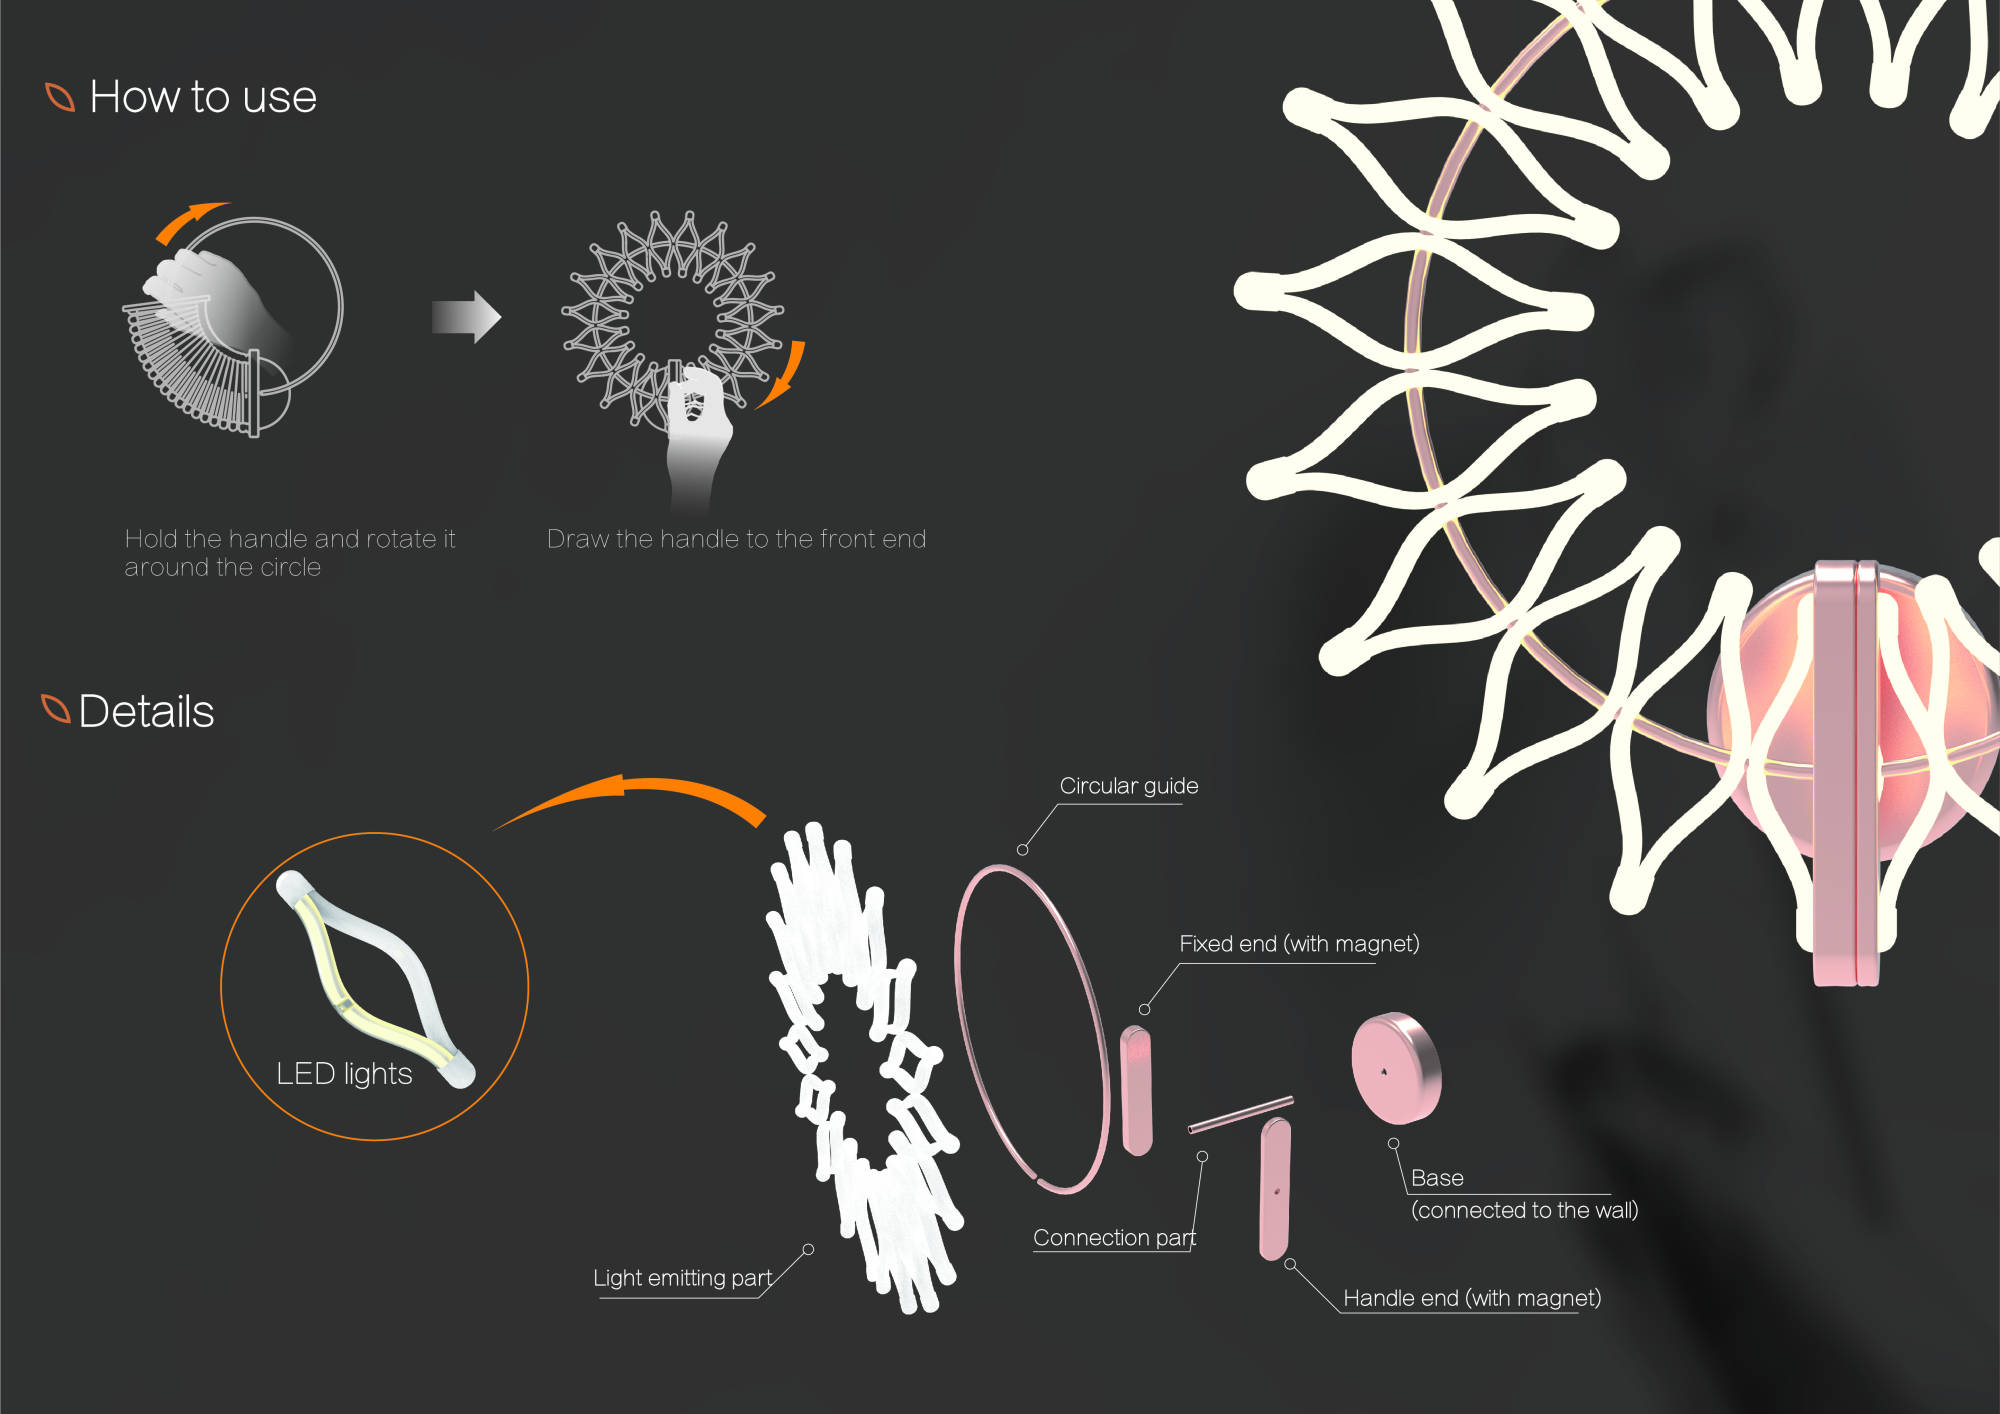 How to use
Hold the handle and rotate it
around the circle
Draw the handle to the front end
Details
Circular guide
Fixed end (with magnet)
LED lights
Base
(connected to the wall)
Connection part
Light emitting part
Handle end (with magnet)